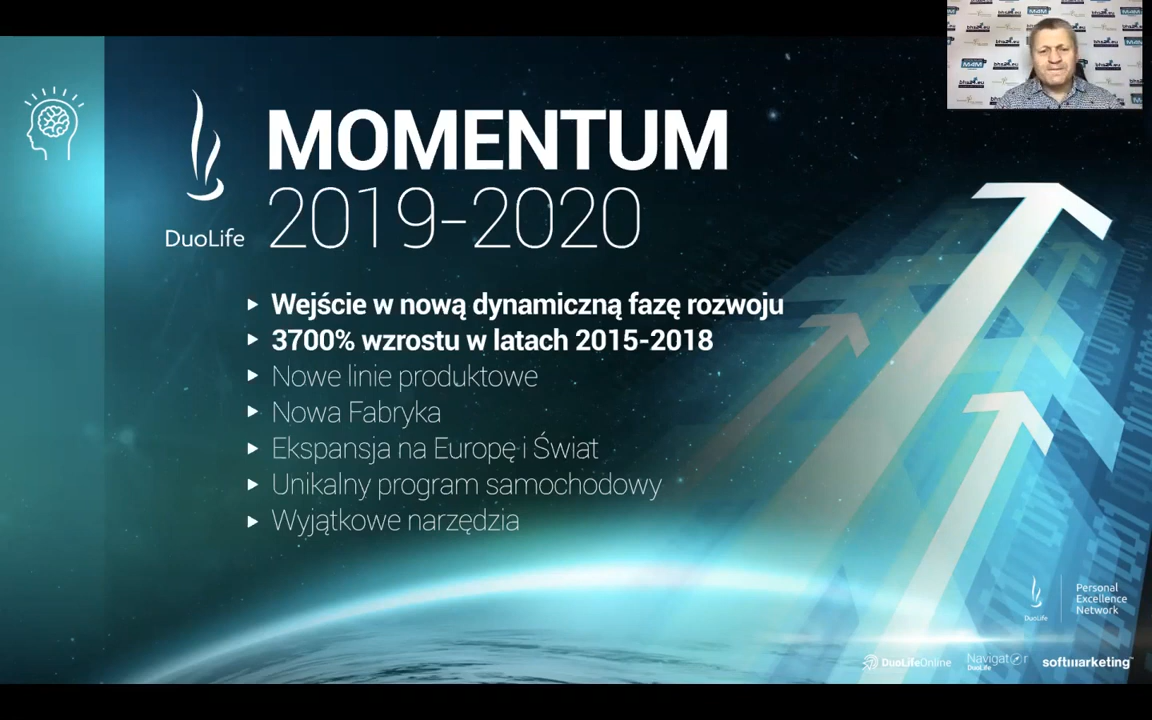 MOMENTUM
2019-2020
DuoLife
Wejście w nową dynamiczną fazę rozwoju
3700% wzrostu w latach 2015-2018
Nowe linie produktowe
Nowa Fabryka
Ekspansja na Europę i Świat
Unikalny program samochodowy
Wyjątkowe narzędzia
DuoLife
Personal
Excellence
Network
DuoLifeOnline
Navigator
DuoLife
softmarketing
M4M